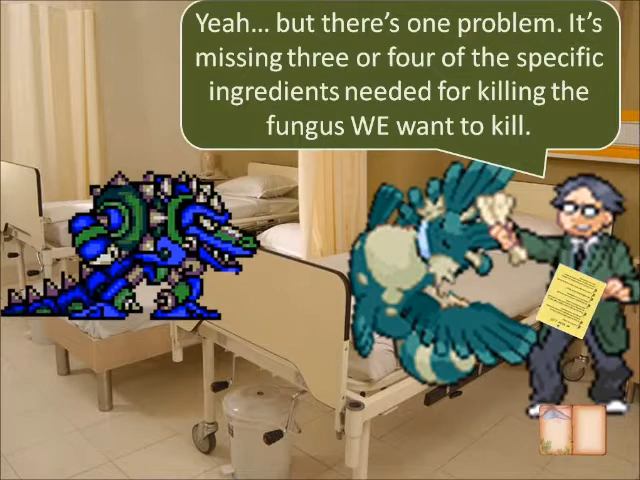 Yeah... but there's one problem. It's
missing three or four of the specific
ingredients needed for killing the
fungus WE want to kill.